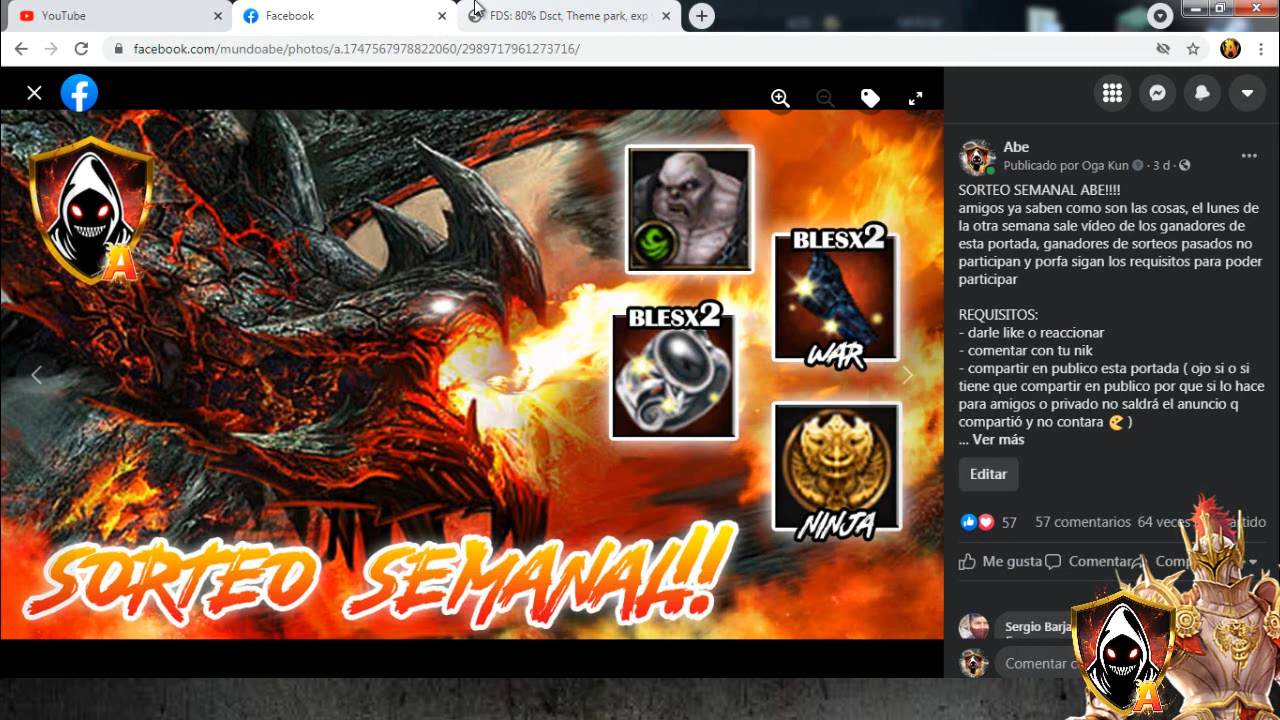 YouTube
Facebook
FDS: 80% Dsct, Theme park, exp
facebook.com/mundoabe/photos/a.1747567978822060/2989717961273716/
A
BLESX2
WAR
BLESX2
NINJA
SORTEO SEMANAL!!
Abe
Publicado por Oga Kun · 3 d ·
SORTEO SEMANAL ABE!!!!
amigos ya saben como son las cosas, el lunes de
la otra semana sale vídeo de los ganadores de
esta portada, ganadores de sorteos pasados no
participan y porfa sigan los requisitos para poder
participar
REQUISITOS:
- darle like o reaccionar
- comentar con tu nik
- compartir en publico esta portada ( ojo si o si
tiene que compartir en publico por que si lo hace
para amigos o privado no saldrá el anuncio q
compartió y no contara )
... Ver más
Editar
57 57 comentarios 64 veces
Me gusta Comentar
Sergio Barja
Comentar
A